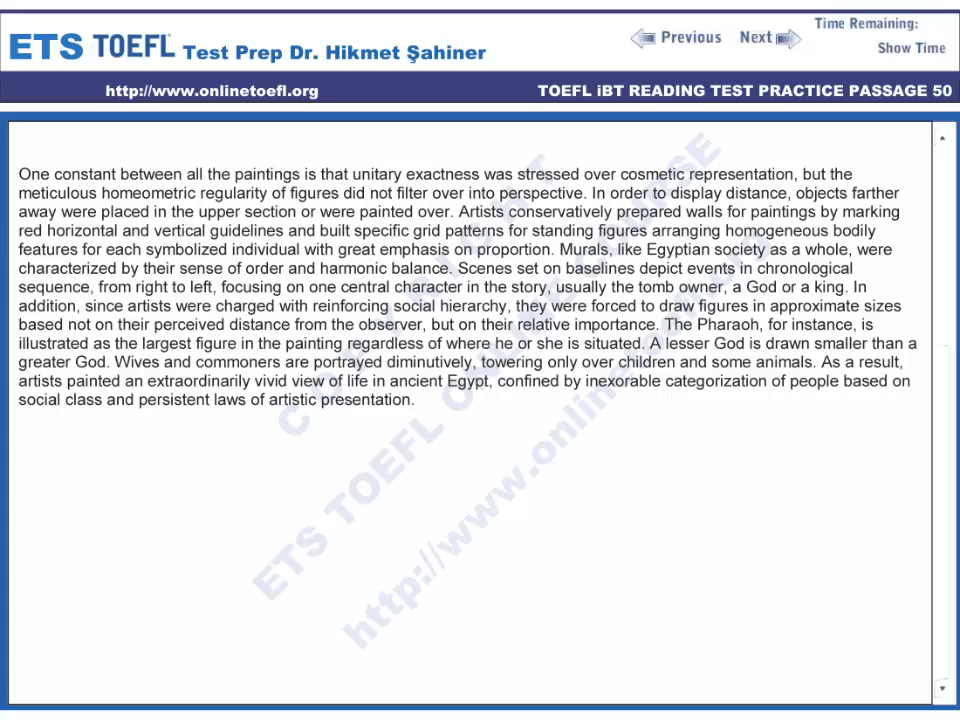 ETS TOEFL Test Prep Dr. Hikmet Şahiner
Previous Next Time Remaining:
Show Time
http://www.onlinetoefl.org TOEFL iBT READING TEST PRACTICE PASSAGE 50
One constant between all the paintings is that unitary exactness was stressed over cosmetic representation, but the
meticulous homeometric regularity of figures did not filter over into perspective. In order to display distance, objects farther
away were placed in the upper section or were painted over. Artists conservatively prepared walls for paintings by marking
red horizontal and vertical guidelines and built specific grid patterns for standing figures arranging homogeneous bodily
features for each symbolized individual with great emphasis on proportion. Murals, like Egyptian society as a whole, were
characterized by their sense of order and harmonic balance. Scenes set on baselines depict events in chronological
sequence, from right to left, focusing on one central character in the story, usually the tomb owner, a God or a king. In
addition, since artists were charged with reinforcing social hierarchy, they were forced to draw figures in approximate sizes
based not on their perceived distance from the observer, but on their relative importance. The Pharaoh, for instance, is
illustrated as the largest figure in the painting regardless of where he or she is situated. A lesser God is drawn smaller than a
greater God. Wives and commoners are portrayed diminutively, towering only over children and some animals. As a result,
artists painted an extraordinarily vivid view of life in ancient Egypt, confined by inexorable categorization of people based on
social class and persistent laws of artistic presentation.
COPYRIGHT
ETS TOEFL ONLINE COURSE
http://www.onlinetoefl.org